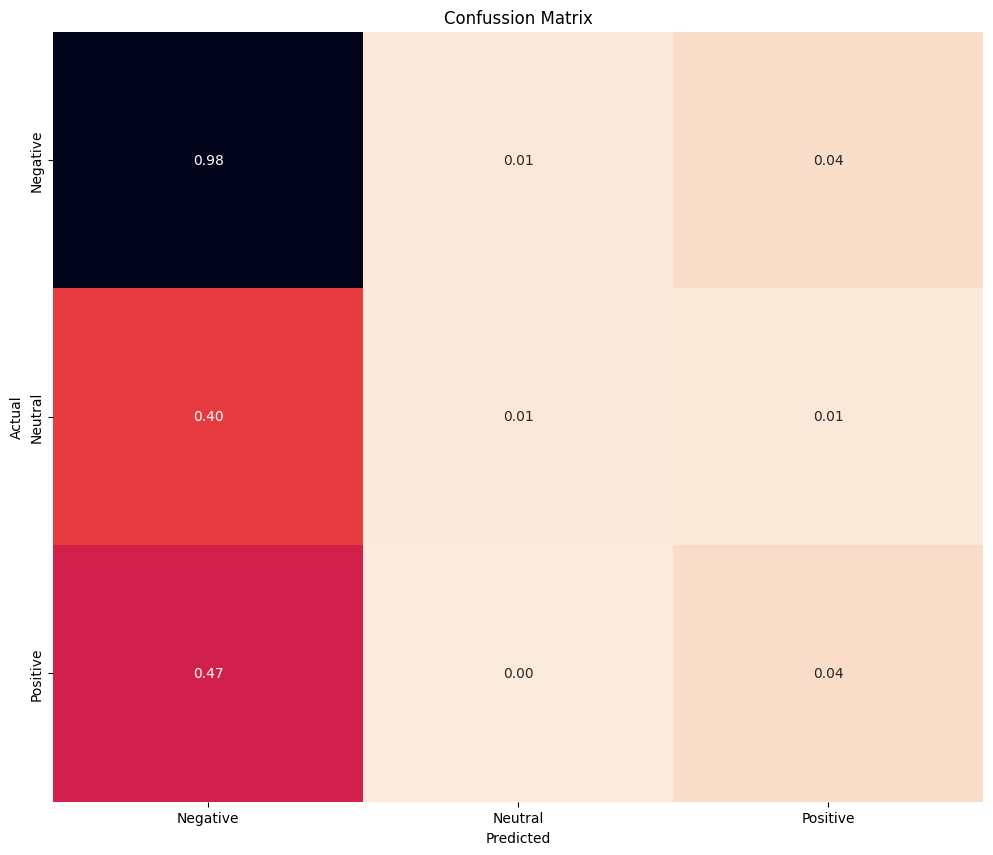 Confussion Matrix
Actual
Negative
0.98 0.01 0.04
Neutral
0.40 0.01 0.01
Positive
0.47 0.00 0.04
Negative Neutral Positive
Predicted